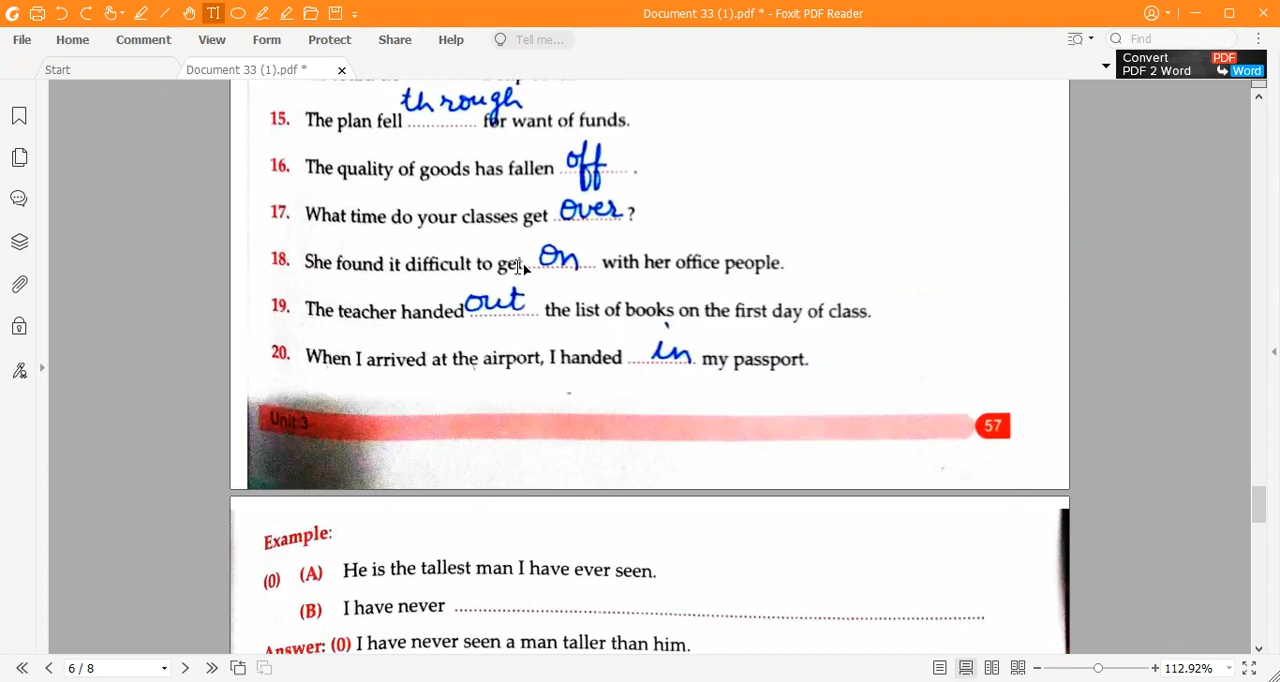 Document 33 (1).pdf * - Foxit PDF Reader
File Home Comment View Form Protect Share Help Tell me... Find
Start Document 33 (1).pdf *
Convert PDF
PDF 2 Word Word
15. The plan fell through for want of funds.
16. The quality of goods has fallen off .
17. What time do your classes get over ?
18. She found it difficult to get on with her office people.
19. The teacher handed out the list of books on the first day of class.
20. When I arrived at the airport, I handed in my passport.
Unit 3 57
Example:
(0) (A) He is the tallest man I have ever seen.
(B) I have never ................
Answer: (0) I have never seen a man taller than him.
6 / 8 112.92%